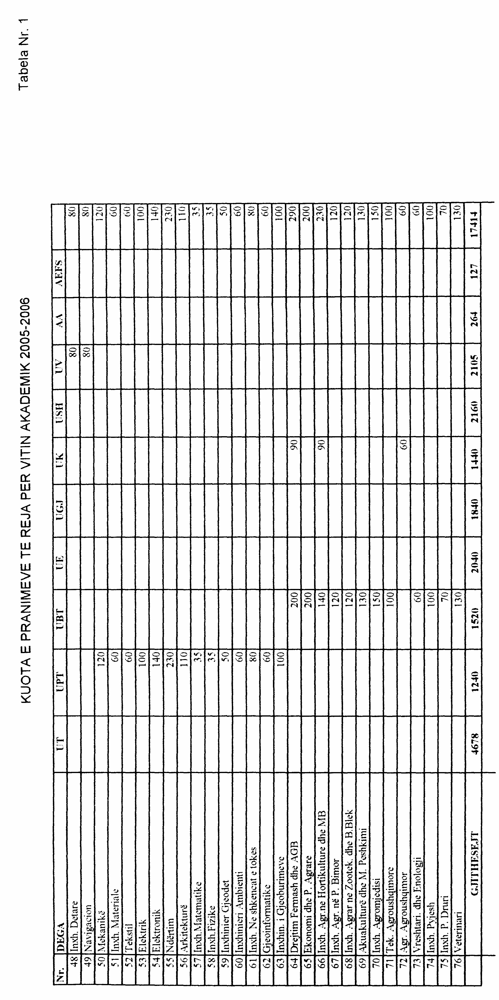 Tabela Nr. 1
KUOTA E PRANIMEVE TE REJA PER VITIN AKADEMIK 2005-2006
Nr. DEGA UT UPT UBT UE UGJ UK USH UV AA AEFS
48 Inxh. Detare 80 80
49 Navigacion 80 80
50 Mekanikë 120 120
51 Inxh. Materiale 60 60
52 Tekstil 60 60
53 Elektrik 100 100
54 Elektronik 140 140
55 Ndërtim 230 230
56 Arkitekturë 110 110
57 Inxh.Matematike 35 35
58 Inxh.Fizike 35 35
59 Inxhinier Gjeodet 50 50
60 Inxhinieri Ambienti 60 60
61 Inxh. Ne shkencat e tokes 80 80
62 Gjeoinformatike 60 60
63 Inxhin. i Gjeoburimeve 100 100
64 Drejtim Fermash dhe AGB 200 90 290
65 Ekonomi dhe P. Agrare 200 200
66 Inxh. Agr.ne Hortikulture dhe MB 140 90 230
67 Inxh. Agr. në P. Bimor 120 120
68 Inxh. Agrar ne Zootek. dhe B.Blek 120 120
69 Akuakulturë dhe M. Peshkimi 130 130
70 Inxh. Agromjedisi 150 150
71 Tek. Agroushqimore 100 100
72 Agr. Agroushqimor 60 60
73 Vreshtari. dhe Enologji 60 60
74 Inxh. Pyjesh 100 100
75 Inxh. P. Druri 70 70
76 Veterinari 130 130
GJITHESEJT 4678 1240 1520 2040 1840 1440 2160 2105 264 127 17414